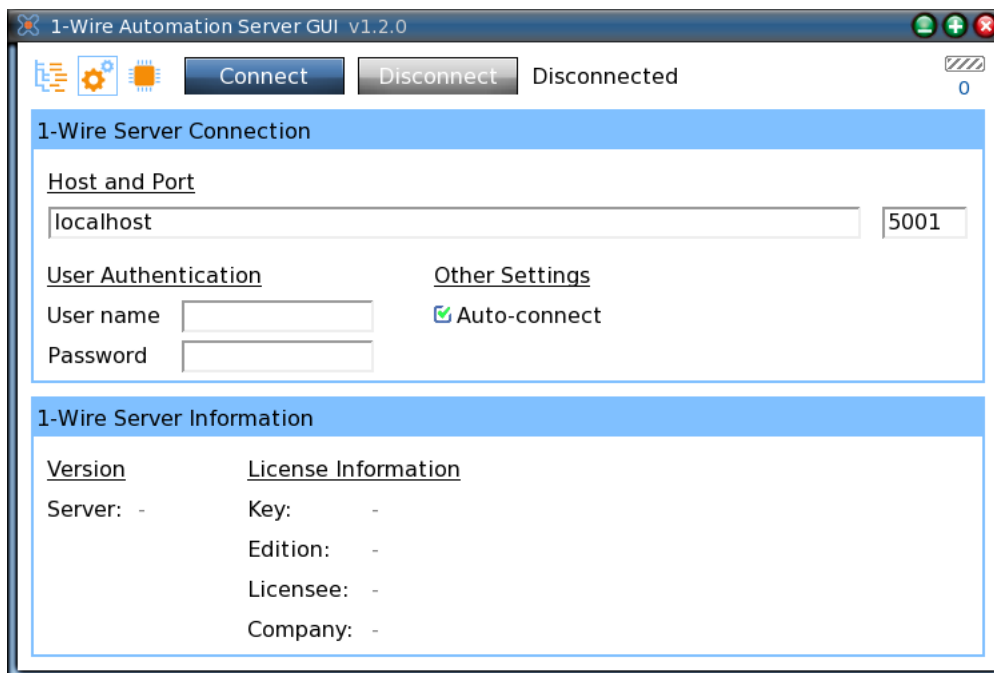 1-Wire Automation Server GUI v1.2.0
Connect Disconnect Disconnected
0
1-Wire Server Connection
Host and Port
localhost 5001
User Authentication Other Settings
User name Auto-connect
Password
1-Wire Server Information
Version License Information
Server: - Key: -
Edition: -
Licensee: -
Company: -